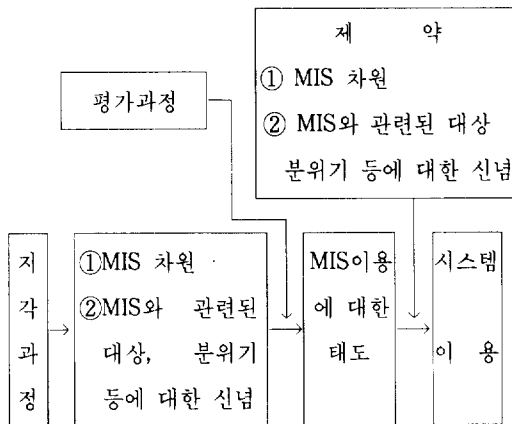 제 약
① MIS 차원
② MIS와 관련된 대상
분위기 등에 대한 신념
평가과정
지각과정
①MIS 차원
②MIS와 관련된
대상, 분위기
등에 대한 신념
MIS이용
에 대한
태도
시스템
이 용